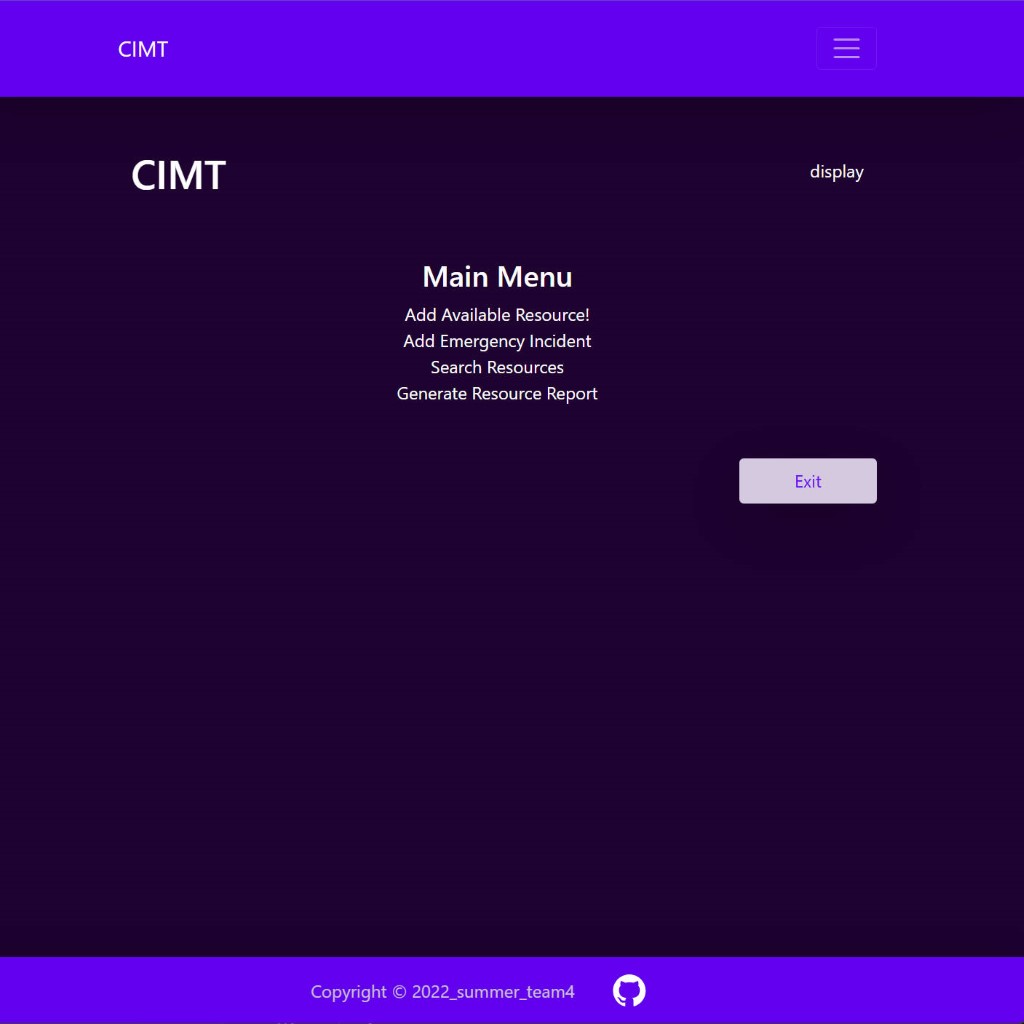 CIMT
CIMT
display
Main Menu
Add Available Resource!
Add Emergency Incident
Search Resources
Generate Resource Report
Exit
Copyright © 2022_summer_team4